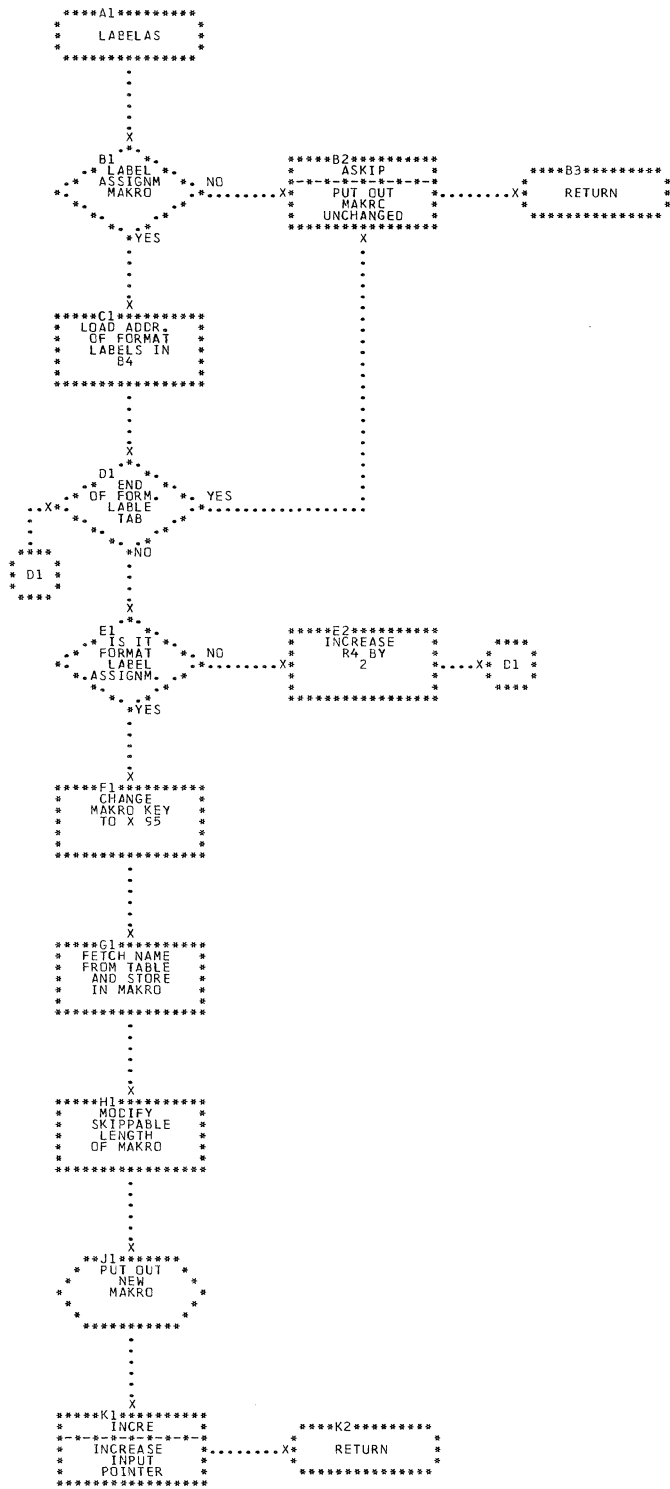 A1
LABELAS
B1
LABEL
ASSIGNM
MAKRO
NO
YES
B2
ASKIP
PUT OUT
MAKRC
UNCHANGED
B3
RETURN
C1
LOAD ADDR.
OF FORMAT
LABELS IN
B4
D1
END
OF FORM.
LABLE
TAB
YES
NO
D1
E1
IS IT
FORMAT
LABEL
ASSIGNM.
NO
YES
E2
INCREASE
R4 BY
2
D1
F1
CHANGE
MAKRO KEY
TO X 95
G1
FETCH NAME
FROM TABLE
AND STORE
IN MAKRO
H1
MODIFY
SKIPPABLE
LENGTH
OF MAKRO
J1
PUT OUT
NEW
MAKRO
K1
INCRE
INCREASE
INPUT
POINTER
K2
RETURN